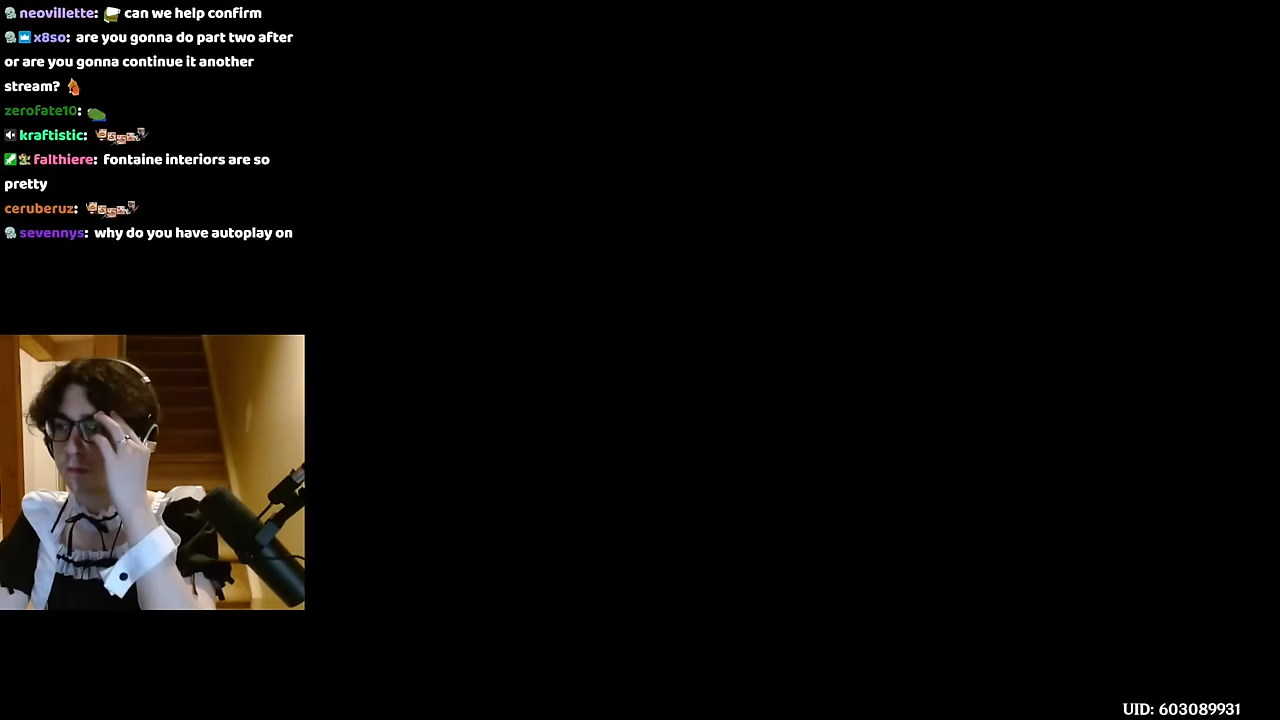 neovillette: can we help confirm
x8so: are you gonna do part two after
or are you gonna continue it another
stream?
zerofate10:
kraftistic:
falthiere: fontaine interiors are so
pretty
ceruberuz:
sevennys: why do you have autoplay on
UID: 603089931